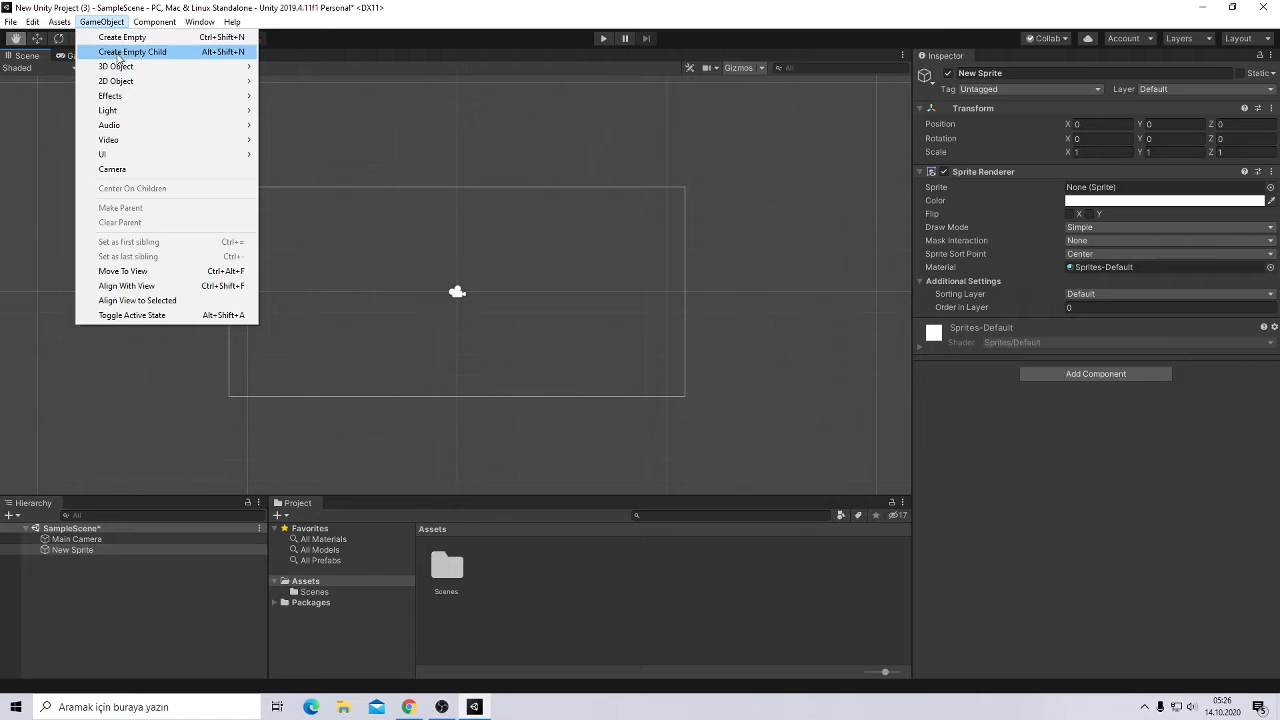 New Unity Project (3) - SampleScene - PC, Mac & Linux Standalone - Unity 2019.4.11f1 Personal* <DX11>
File Edit Assets GameObject Component Window Help
Collab Account Layers Layout
Create Empty Ctrl+Shift+N
Create Empty Child Alt+Shift+N
3D Object
2D Object
Effects
Light
Audio
Video
UI
Camera
Center On Children
Make Parent
Clear Parent
Set as first sibling Ctrl+=
Set as last sibling Ctrl+-
Move To View Ctrl+Alt+F
Align With View Ctrl+Shift+F
Align View to Selected
Toggle Active State Alt+Shift+A
Scene
Shaded
Gizmos All
Inspector
New Sprite Static
Tag Untagged Layer Default
Transform
Position X 0 Y 0 Z 0
Rotation X 0 Y 0 Z 0
Scale X 1 Y 1 Z 1
Sprite Renderer
Sprite None (Sprite)
Color
Flip X Y
Draw Mode Simple
Mask Interaction None
Sprite Sort Point Center
Material Sprites-Default
Additional Settings
Sorting Layer Default
Order in Layer 0
Sprites-Default
Shader Sprites/Default
Add Component
Hierarchy
All
SampleScene*
Main Camera
New Sprite
Project
17
Favorites
All Materials
All Models
All Prefabs
Assets
Scenes
Packages
Assets
Scenes
Aramak için buraya yazın
05:26
14.10.2020